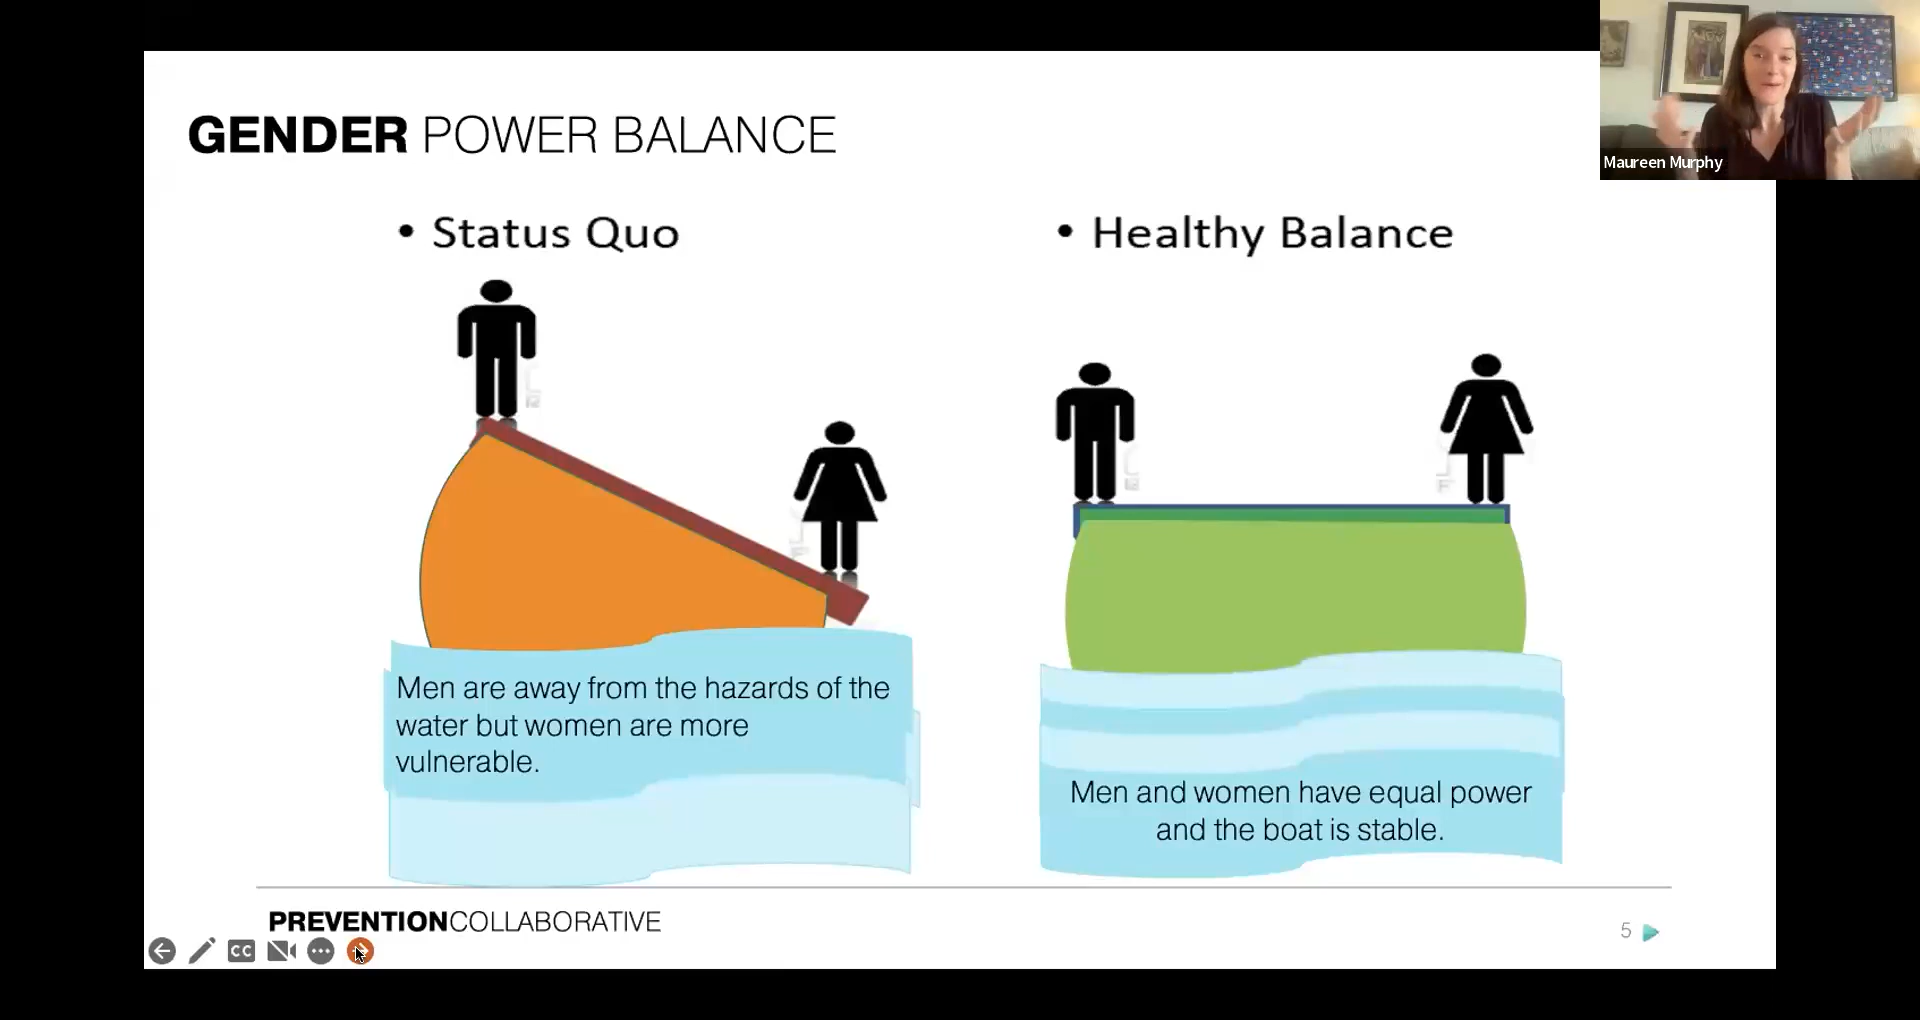 Maureen Murphy
GENDER POWER BALANCE
• Status Quo
• Healthy Balance
Men are away from the hazards of the
water but women are more
vulnerable.
Men and women have equal power
and the boat is stable.
PREVENTIONCOLLABORATIVE
5
CC